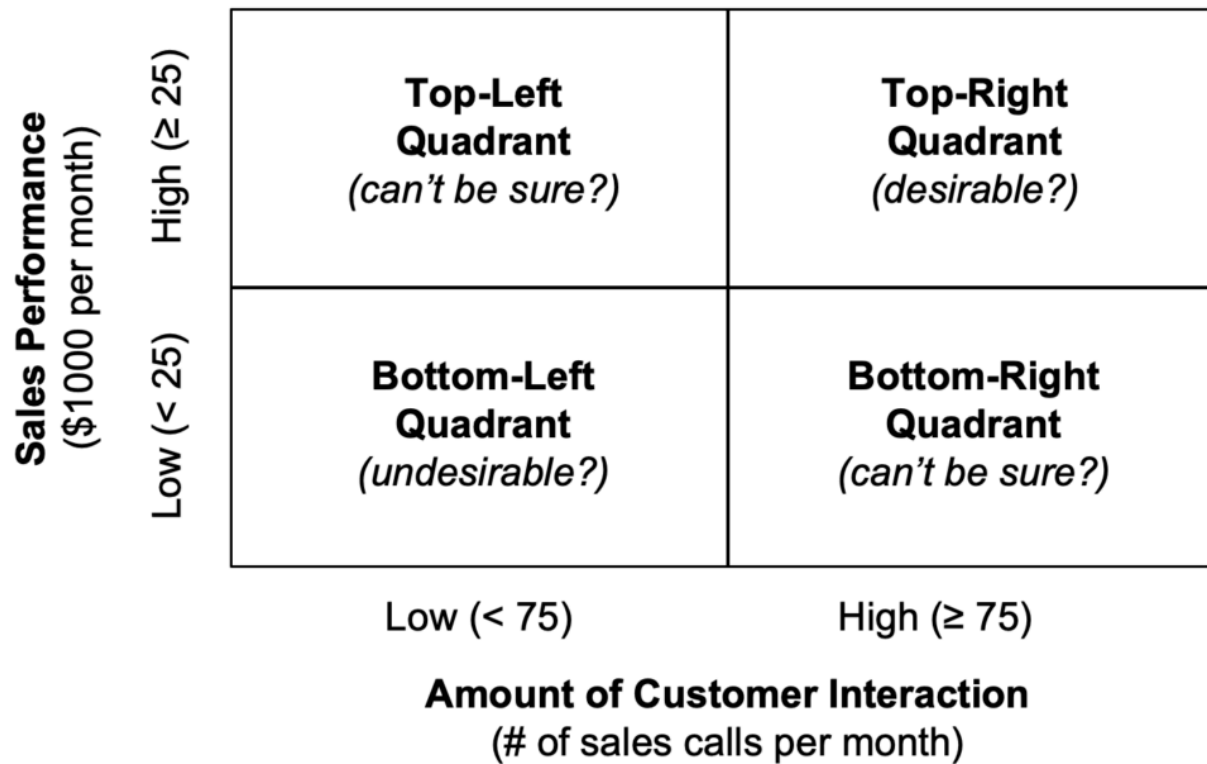 Sales Performance
($1000 per month)
High (≥ 25)
Low (< 25)
Top-Left
Quadrant
(can't be sure?)
Top-Right
Quadrant
(desirable?)
Bottom-Left
Quadrant
(undesirable?)
Bottom-Right
Quadrant
(can't be sure?)
Low (< 75)
High (≥ 75)
Amount of Customer Interaction
(# of sales calls per month)